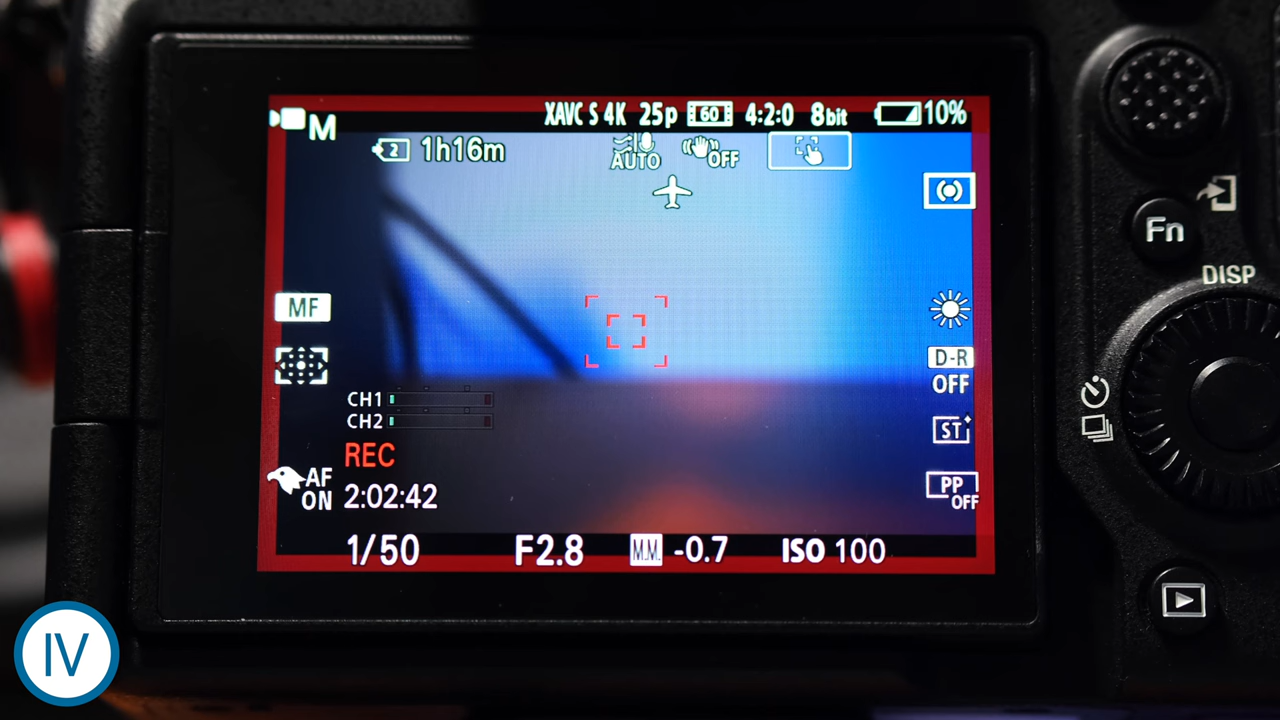 XAVC S 4K 25p 60 4:2:0 8bit 10%
M
2 1h16m AUTO OFF
Fn
DISP
MF
D-R
OFF
CH1
CH2
ST
REC
AF
ON
2:02:42
PP
OFF
1/50 F2.8 M.M. -0.7 ISO 100
IV